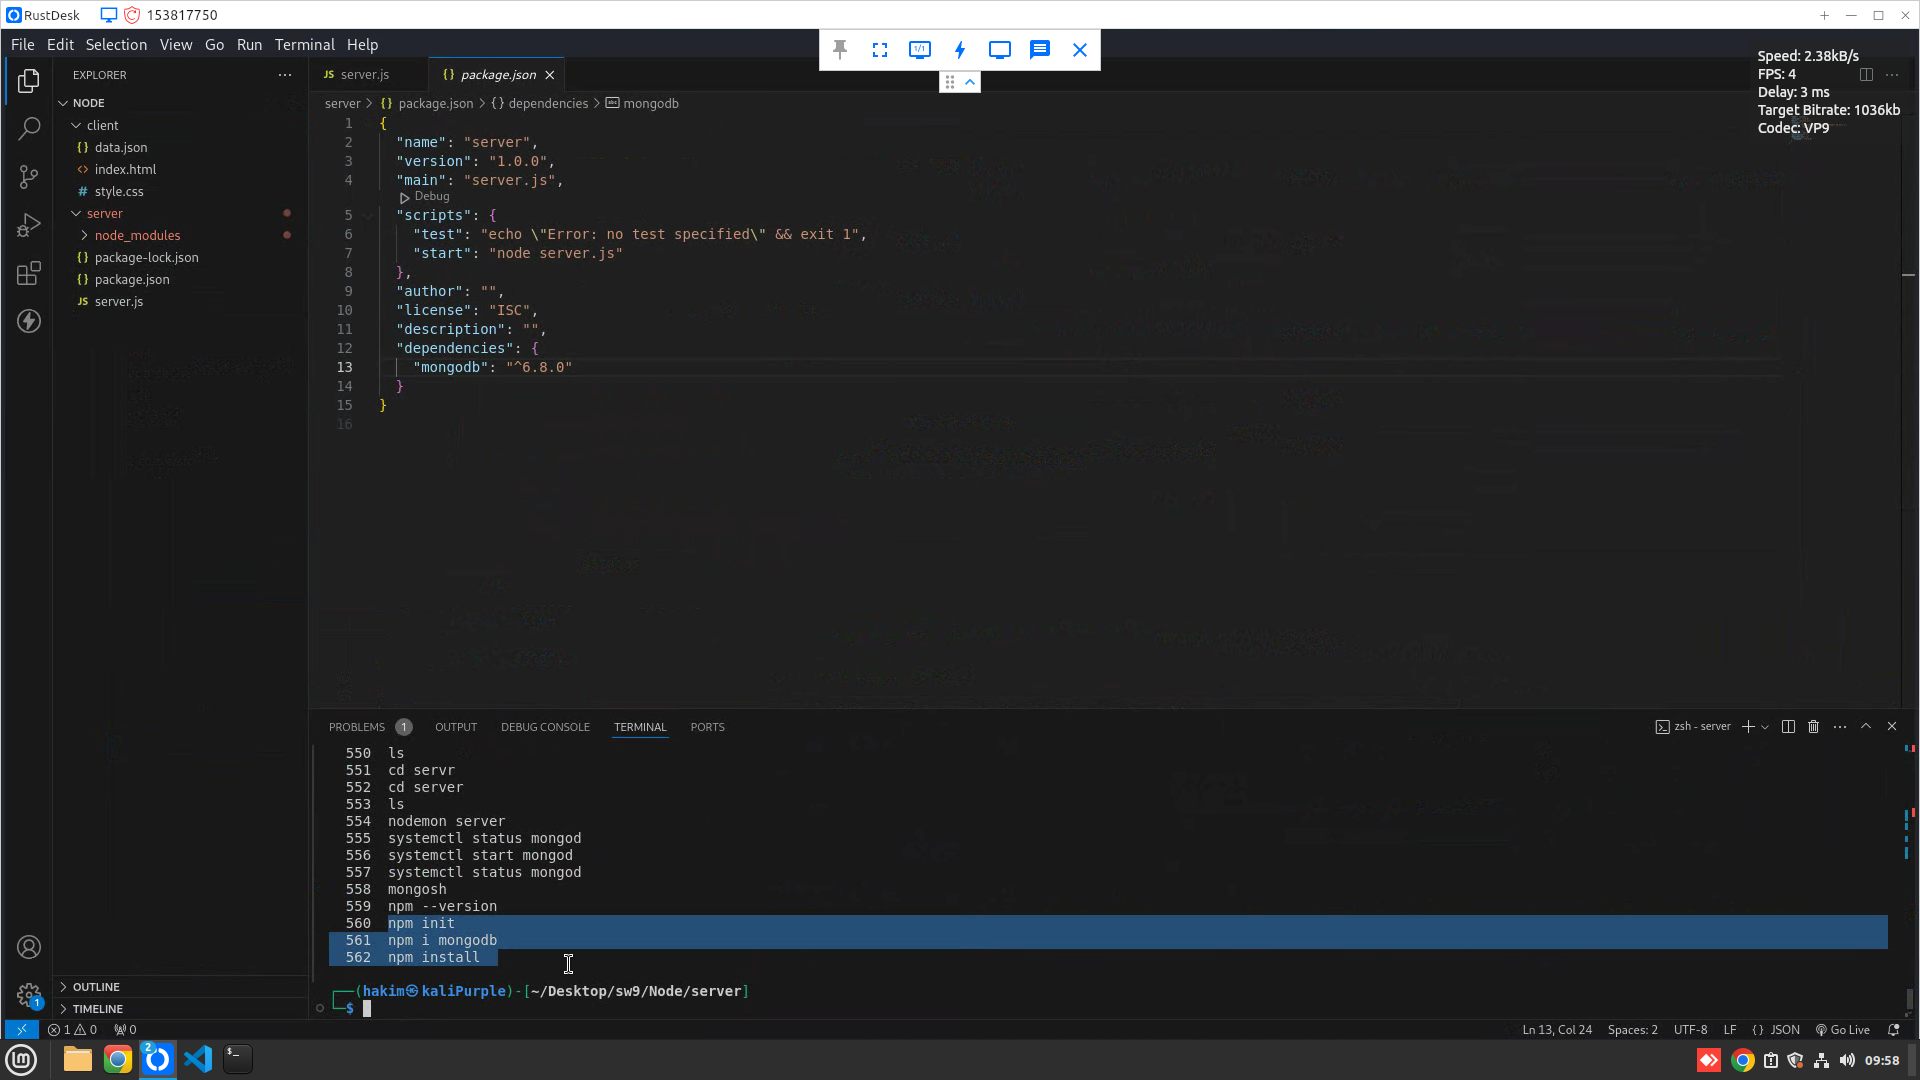 RustDesk 153817750
File Edit Selection View Go Run Terminal Help
1/1
Speed: 2.38kB/s
FPS: 4
Delay: 3 ms
Target Bitrate: 1036kb
Codec: VP9
EXPLORER
NODE
client
{} data.json
<> index.html
# style.css
server
node_modules
{} package-lock.json
{} package.json
JS server.js
OUTLINE
TIMELINE
JS server.js
{} package.json
server > {} package.json > {} dependencies > abc mongodb
1 {
2 "name": "server",
3 "version": "1.0.0",
4 "main": "server.js",
Debug
5 "scripts": {
6 "test": "echo \"Error: no test specified\" && exit 1",
7 "start": "node server.js"
8 },
9 "author": "",
10 "license": "ISC",
11 "description": "",
12 "dependencies": {
13 "mongodb": "^6.8.0"
14 }
15 }
16
PROBLEMS 1 OUTPUT DEBUG CONSOLE TERMINAL PORTS
zsh - server
550 ls
551 cd servr
552 cd server
553 ls
554 nodemon server
555 systemctl status mongod
556 systemctl start mongod
557 systemctl status mongod
558 mongosh
559 npm --version
560 npm init
561 npm i mongodb
562 npm install
┌──(hakim㉿kaliPurple)-[~/Desktop/sw9/Node/server]
└─$
1
1 0 0
Ln 13, Col 24 Spaces: 2 UTF-8 LF {} JSON Go Live
2
09:58